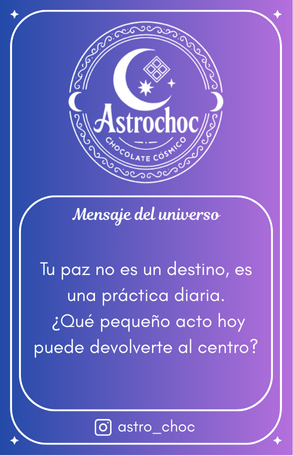 Astrochoc
CHOCOLATE CÓSMICO
Mensaje del universo
Tu paz no es un destino, es
una práctica diaria.
¿Qué pequeño acto hoy
puede devolverte al centro?
astro_choc